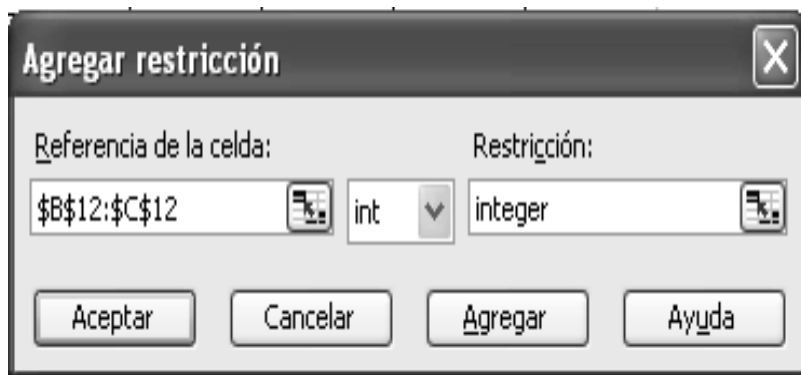 Agregar restricción
Referencia de la celda: Restricción:
$B$12:$C$12 int integer
Aceptar Cancelar Agregar Ayuda